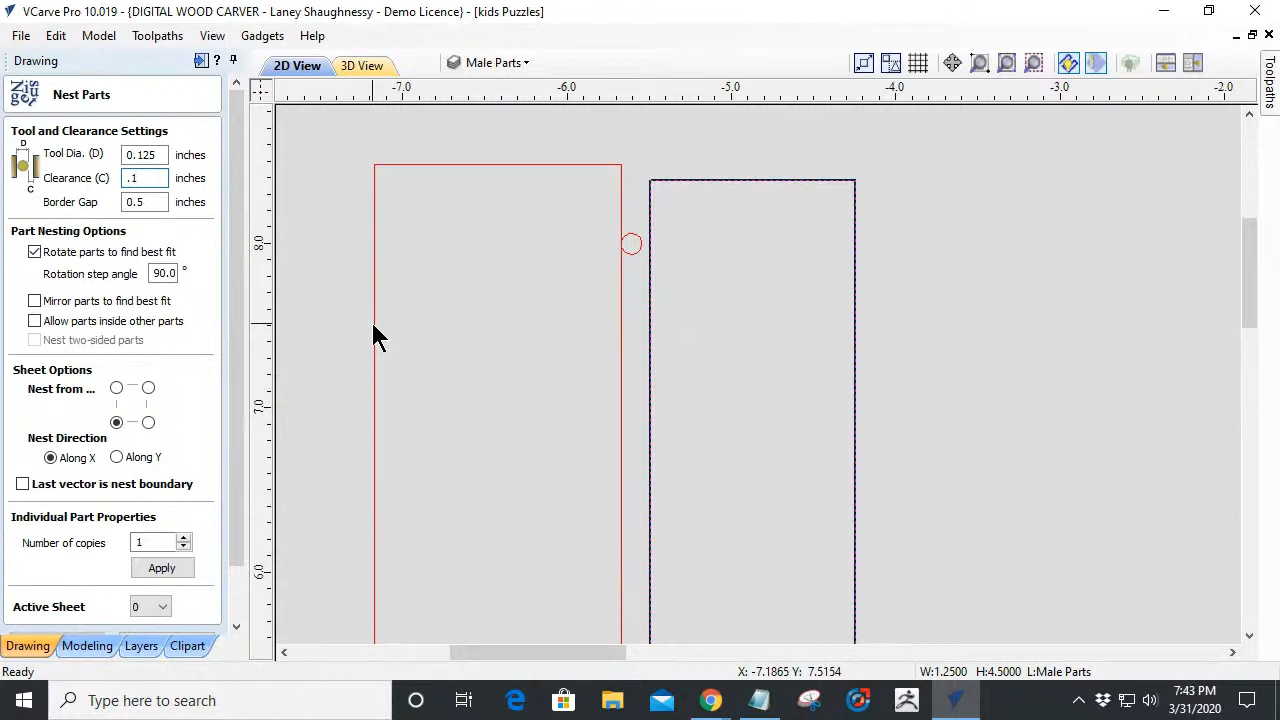 VCarve Pro 10.019 - {DIGITAL WOOD CARVER - Laney Shaughnessy - Demo Licence} - [kids Puzzles]
File Edit Model Toolpaths View Gadgets Help
Drawing
2D View 3D View Male Parts
Toolpaths
-7.0 -6.0 -5.0 -4.0 -3.0 -2.0
8.0
7.0
6.0
Nest Parts
Tool and Clearance Settings
D
C
Tool Dia. (D) 0.125 inches
Clearance (C) .1 inches
Border Gap 0.5 inches
Part Nesting Options
Rotate parts to find best fit
Rotation step angle 90.0 °
Mirror parts to find best fit
Allow parts inside other parts
Nest two-sided parts
Sheet Options
Nest from ...
Nest Direction
Along X Along Y
Last vector is nest boundary
Individual Part Properties
Number of copies 1
Apply
Active Sheet 0
Drawing Modeling Layers Clipart
Ready X: -7.1865 Y: 7.5154 W:1.2500 H:4.5000 L:Male Parts
Type here to search
7:43 PM
3/31/2020